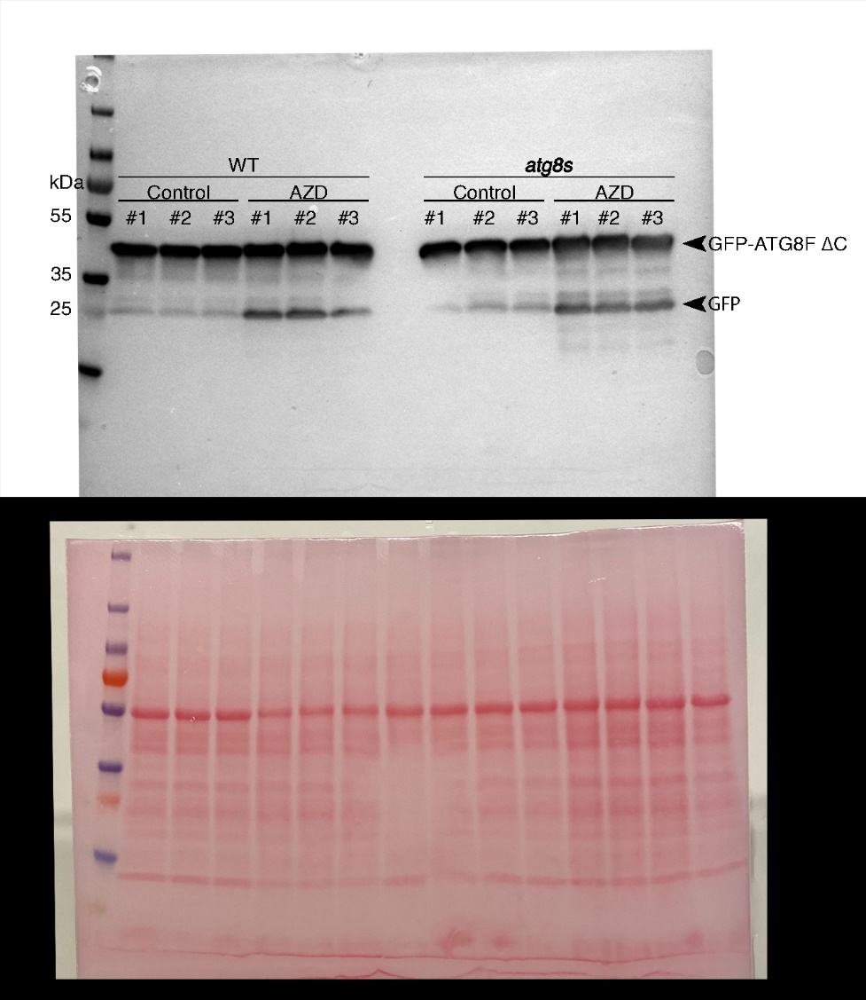 WT atg8s
kDa Control AZD Control AZD
55 #1 #2 #3 #1 #2 #3 #1 #2 #3 #1 #2 #3
GFP-ATG8F ΔC
35
25 GFP